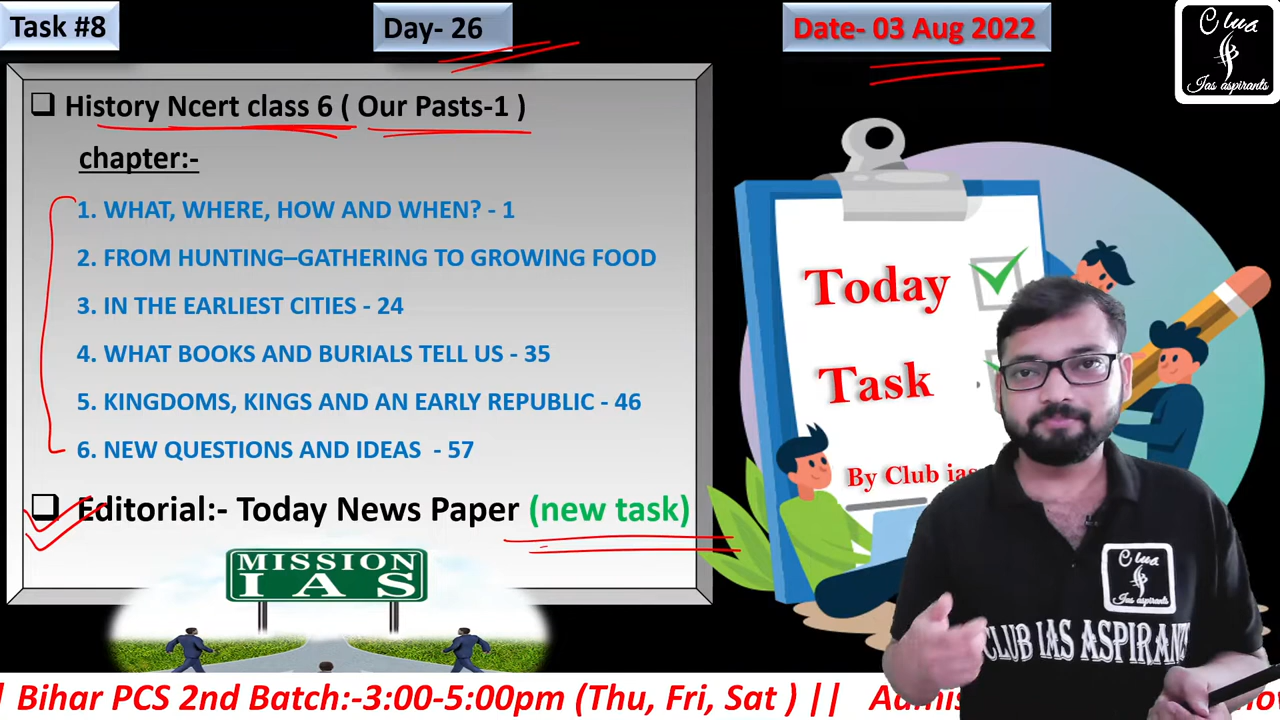 Task #8
Day- 26
Date- 03 Aug 2022
Club
Ias aspirants
History Ncert class 6 ( Our Pasts-1 )
chapter:-
1. WHAT, WHERE, HOW AND WHEN? - 1
2. FROM HUNTING–GATHERING TO GROWING FOOD
3. IN THE EARLIEST CITIES - 24
4. WHAT BOOKS AND BURIALS TELL US - 35
5. KINGDOMS, KINGS AND AN EARLY REPUBLIC - 46
6. NEW QUESTIONS AND IDEAS - 57
Editorial:- Today News Paper (new task)
MISSION
IAS
Today
Task
By Club ias
Club
Ias aspirants
CLUB IAS ASPIRANTS
| Bihar PCS 2nd Batch:-3:00-5:00pm (Thu, Fri, Sat ) ||